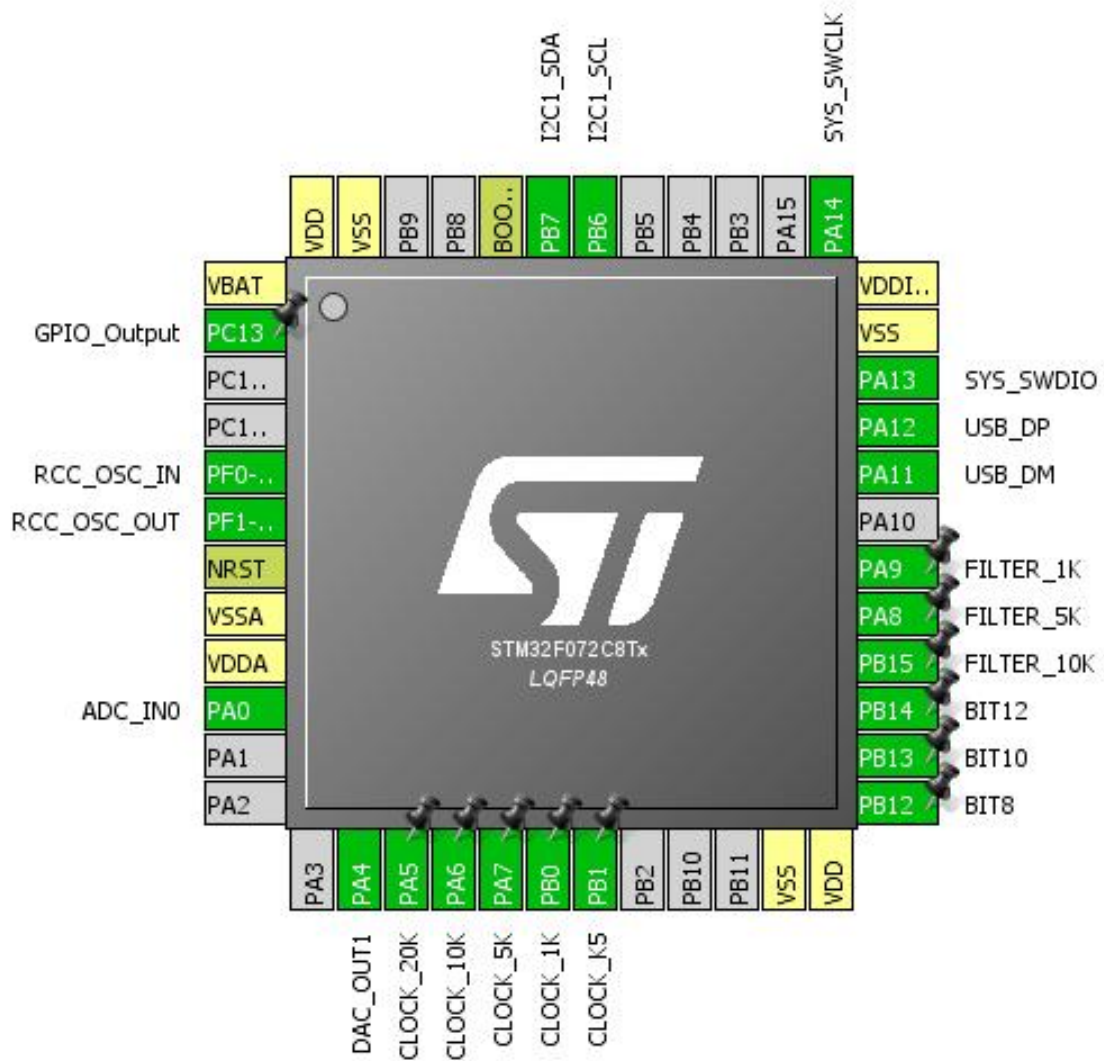 I2C1_SDA
I2C1_SCL
SYS_SWCLK
VDD
VSS
PB9
PB8
BOO..
PB7
PB6
PB5
PB4
PB3
PA15
PA14
VBAT
GPIO_Output PC13
PC1..
PC1..
RCC_OSC_IN PF0-..
RCC_OSC_OUT PF1-..
NRST
VSSA
VDDA
ADC_IN0 PA0
PA1
PA2
ST
STM32F072C8Tx
LQFP48
VDDI..
VSS
PA13 SYS_SWDIO
PA12 USB_DP
PA11 USB_DM
PA10
PA9 FILTER_1K
PA8 FILTER_5K
PB15 FILTER_10K
PB14 BIT12
PB13 BIT10
PB12 BIT8
PA3
PA4
PA5
PA6
PA7
PB0
PB1
PB2
PB10
PB11
VSS
VDD
DAC_OUT1
CLOCK_20K
CLOCK_10K
CLOCK_5K
CLOCK_1K
CLOCK_K5